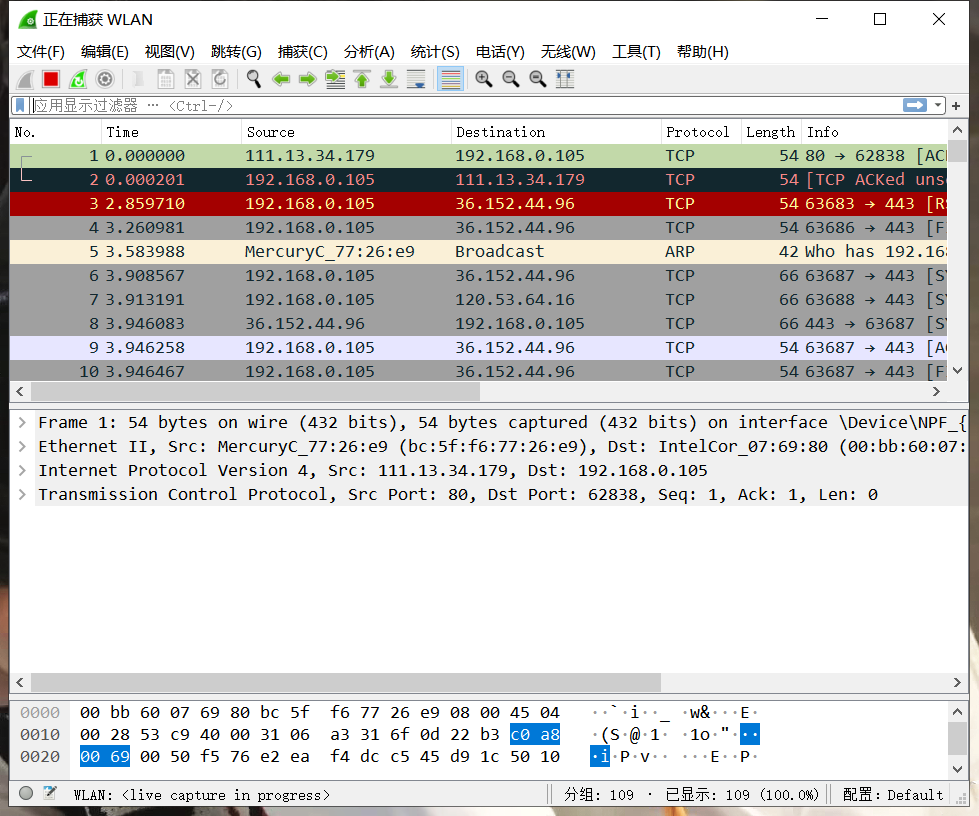 正在捕获 WLAN
文件(F) 编辑(E) 视图(V) 跳转(G) 捕获(C) 分析(A) 统计(S) 电话(Y) 无线(W) 工具(T) 帮助(H)
应用显示过滤器 … <Ctrl-/>
No. Time Source Destination Protocol Length Info
1 0.000000 111.13.34.179 192.168.0.105 TCP 54 80 → 62838 [ACK
2 0.000201 192.168.0.105 111.13.34.179 TCP 54 [TCP ACKed unse
3 2.859710 192.168.0.105 36.152.44.96 TCP 54 63683 → 443 [RS
4 3.260981 192.168.0.105 36.152.44.96 TCP 54 63686 → 443 [F
5 3.583988 MercuryC_77:26:e9 Broadcast ARP 42 Who has 192.168
6 3.908567 192.168.0.105 36.152.44.96 TCP 66 63687 → 443 [SY
7 3.913191 192.168.0.105 120.53.64.16 TCP 66 63688 → 443 [SY
8 3.946083 36.152.44.96 192.168.0.105 TCP 66 443 → 63687 [SY
9 3.946258 192.168.0.105 36.152.44.96 TCP 54 63687 → 443 [AC
10 3.946467 192.168.0.105 36.152.44.96 TCP 54 63687 → 443 [F
Frame 1: 54 bytes on wire (432 bits), 54 bytes captured (432 bits) on interface \Device\NPF_{
Ethernet II, Src: MercuryC_77:26:e9 (bc:5f:f6:77:26:e9), Dst: IntelCor_07:69:80 (00:bb:60:07:
Internet Protocol Version 4, Src: 111.13.34.179, Dst: 192.168.0.105
Transmission Control Protocol, Src Port: 80, Dst Port: 62838, Seq: 1, Ack: 1, Len: 0
0000 00 bb 60 07 69 80 bc 5f f6 77 26 e9 08 00 45 04 ··`·i··_ ·w&···E·
0010 00 28 53 c9 40 00 31 06 a3 31 6f 0d 22 b3 c0 a8 ·(S·@·1· ·1o·"···
0020 00 69 00 50 f5 76 e2 ea f4 dc c5 45 d9 1c 50 10 ·i·P·v·· ···E··P·
WLAN: <live capture in progress> 分组: 109 · 已显示: 109 (100.0%) 配置: Default